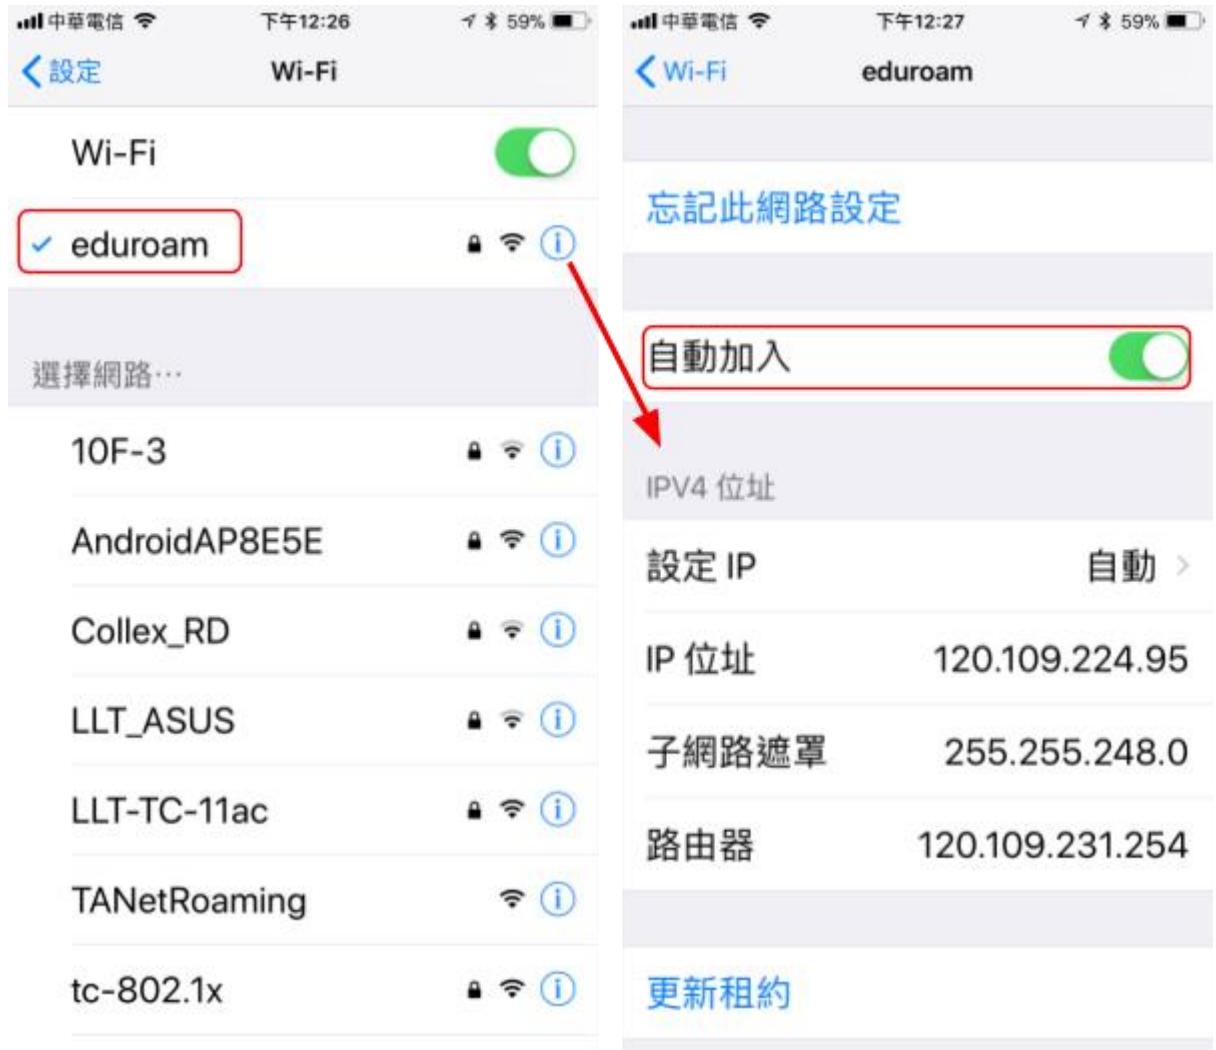 中華電信 下午12:26 59%
設定 Wi-Fi
Wi-Fi
eduroam
選擇網路⋯
10F-3
AndroidAP8E5E
Collex_RD
LLT_ASUS
LLT-TC-11ac
TANetRoaming
tc-802.1x
中華電信 下午12:27 59%
Wi-Fi eduroam
忘記此網路設定
自動加入
IPV4 位址
設定 IP 自動
IP 位址 120.109.224.95
子網路遮罩 255.255.248.0
路由器 120.109.231.254
更新租約